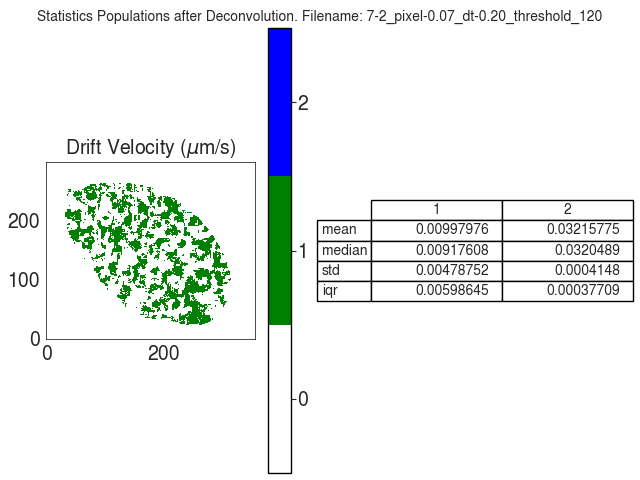 Statistics Populations after Deconvolution. Filename: 7-2_pixel-0.07_dt-0.20_threshold_120
Drift Velocity (μm/s)
200
100
0
0 200
2
1
0
1 2
mean 0.00997976 0.03215775
median 0.00917608 0.0320489
std 0.00478752 0.0004148
iqr 0.00598645 0.00037709